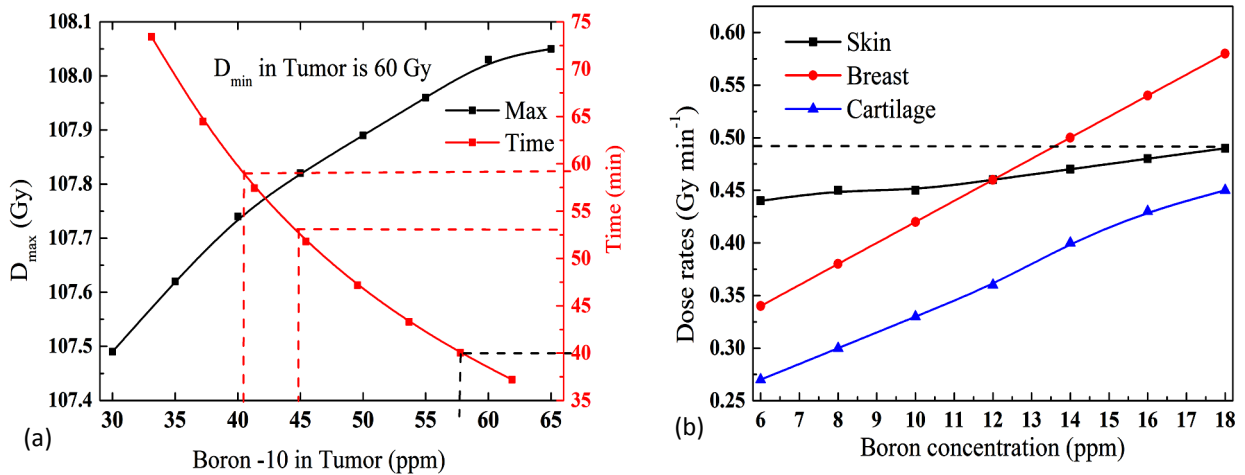 108.1
108.0
107.9
107.8
107.7
107.6
107.5
107.4
D_max (Gy)
D_min in Tumor is 60 Gy
Max
Time
75
70
65
60
55
50
45
40
35
Time (min)
30 35 40 45 50 55 60 65
Boron -10 in Tumor (ppm)
(a)
0.60
0.55
0.50
0.45
0.40
0.35
0.30
0.25
Dose rates (Gy min⁻¹)
Skin
Breast
Cartilage
6 7 8 9 10 11 12 13 14 15 16 17 18
Boron concentration (ppm)
(b)